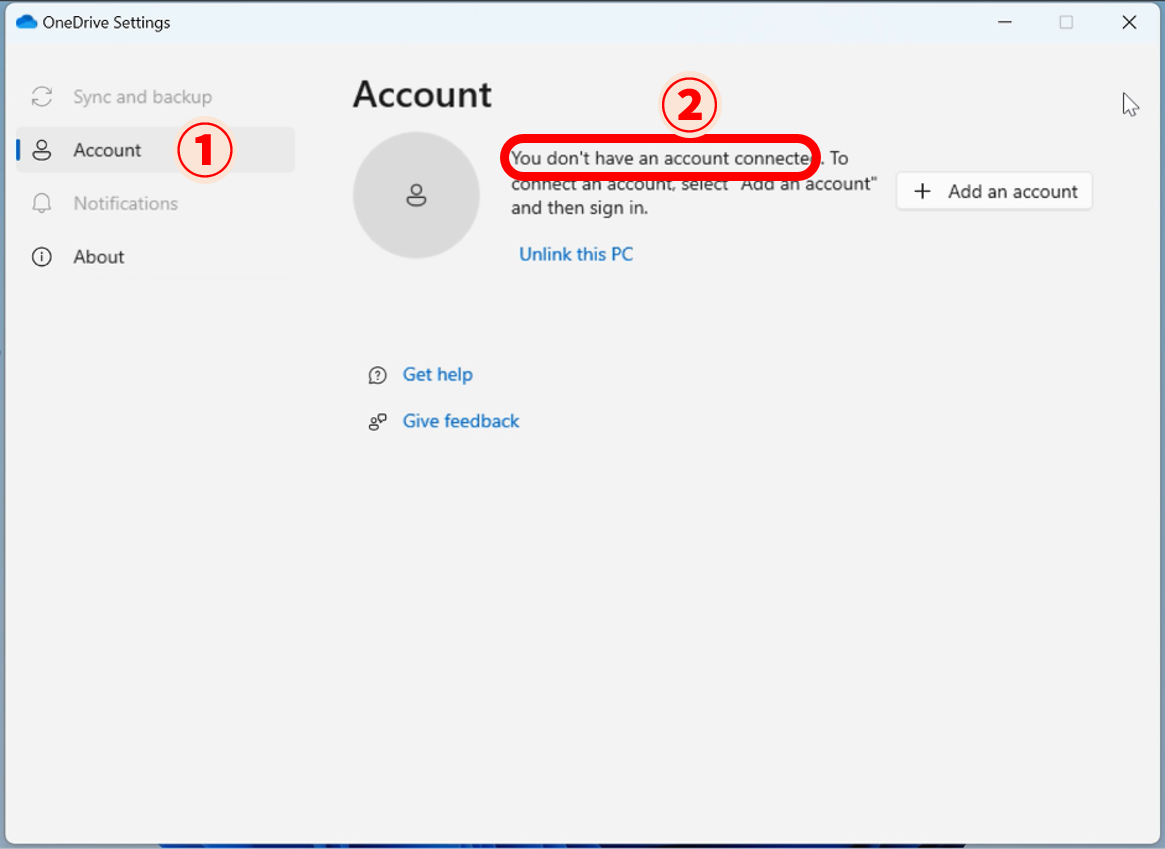 OneDrive Settings
Sync and backup
Account
1
Notifications
About
Account
2
You don't have an account connected. To
connect an account, select "Add an account"
and then sign in.
Add an account
Unlink this PC
Get help
Give feedback